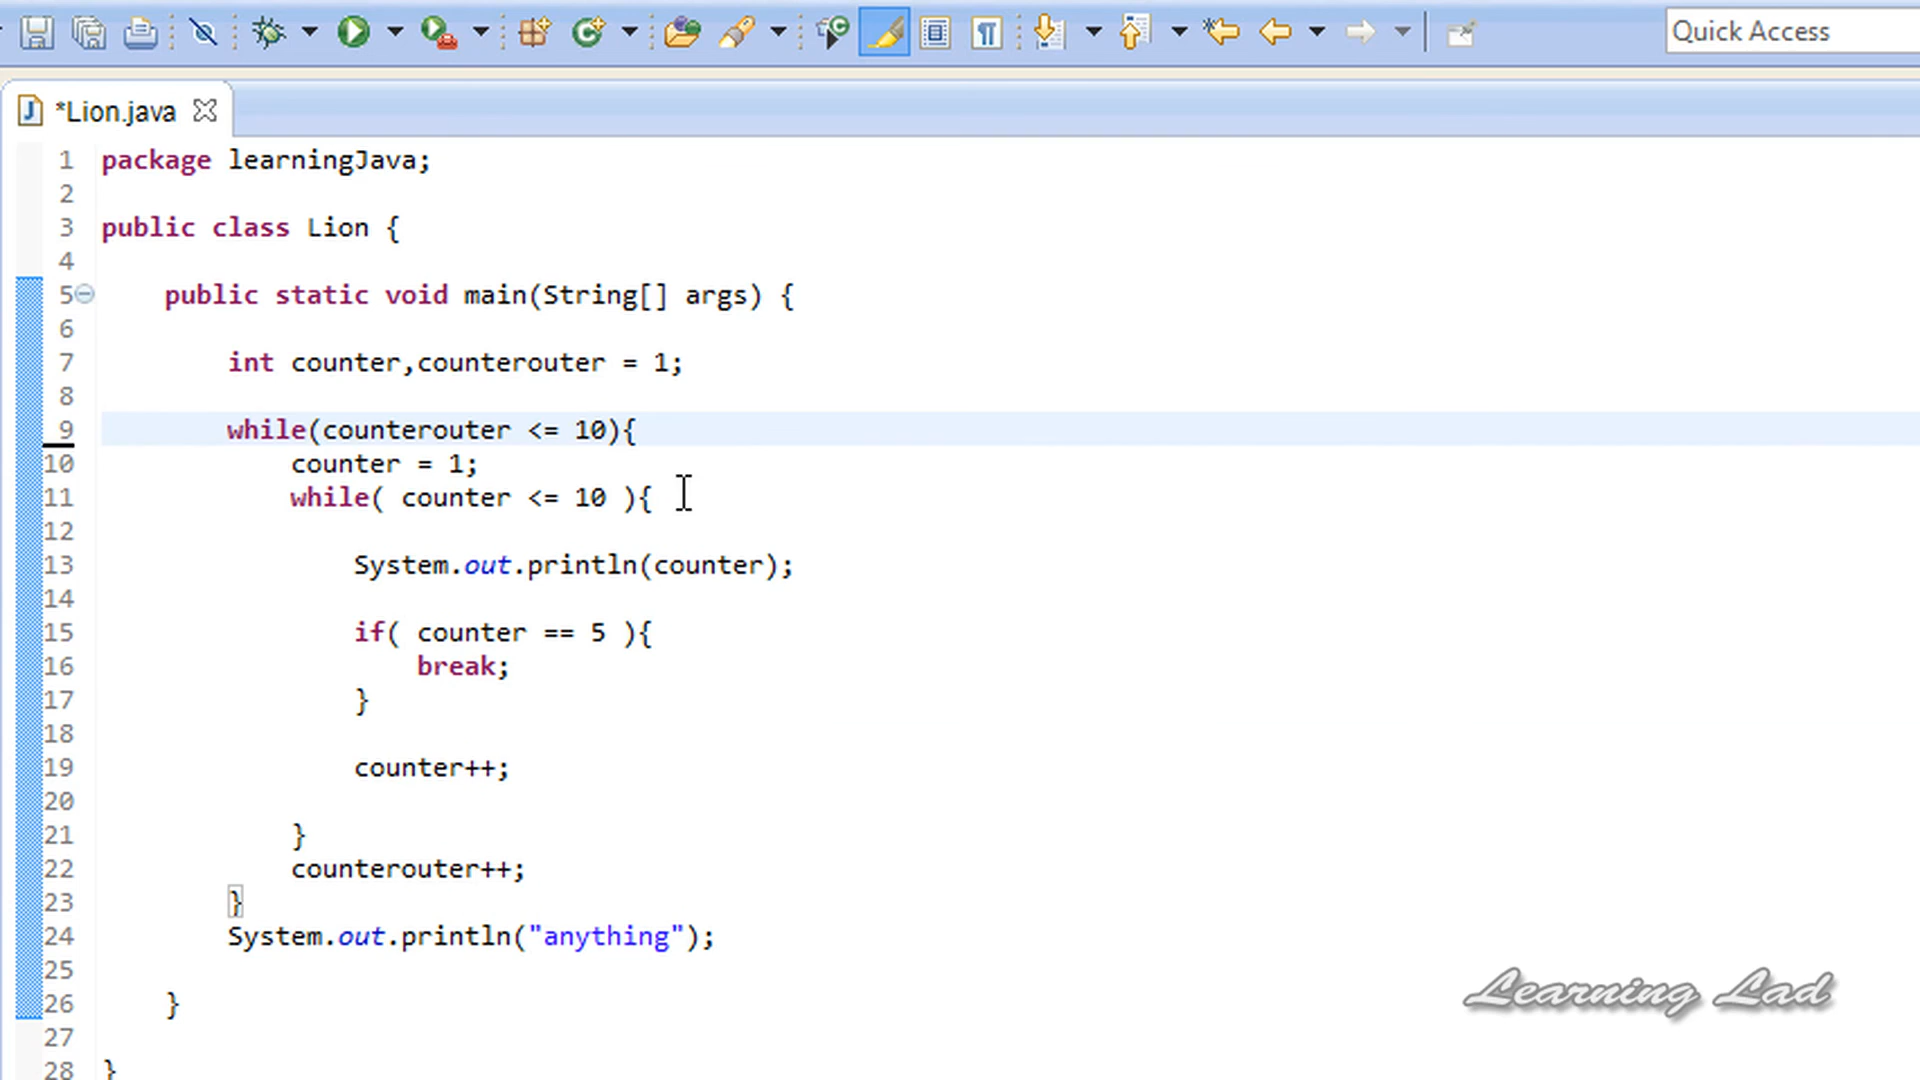 Quick Access
*Lion.java
1 package learningJava;
2
3 public class Lion {
4
5 public static void main(String[] args) {
6
7 int counter,counterouter = 1;
8
9 while(counterouter <= 10){
10 counter = 1;
11 while( counter <= 10 ){
12
13 System.out.println(counter);
14
15 if( counter == 5 ){
16 break;
17 }
18
19 counter++;
20
21 }
22 counterouter++;
23 }
24 System.out.println("anything");
25
26 }
27
28 }
Learning Lad